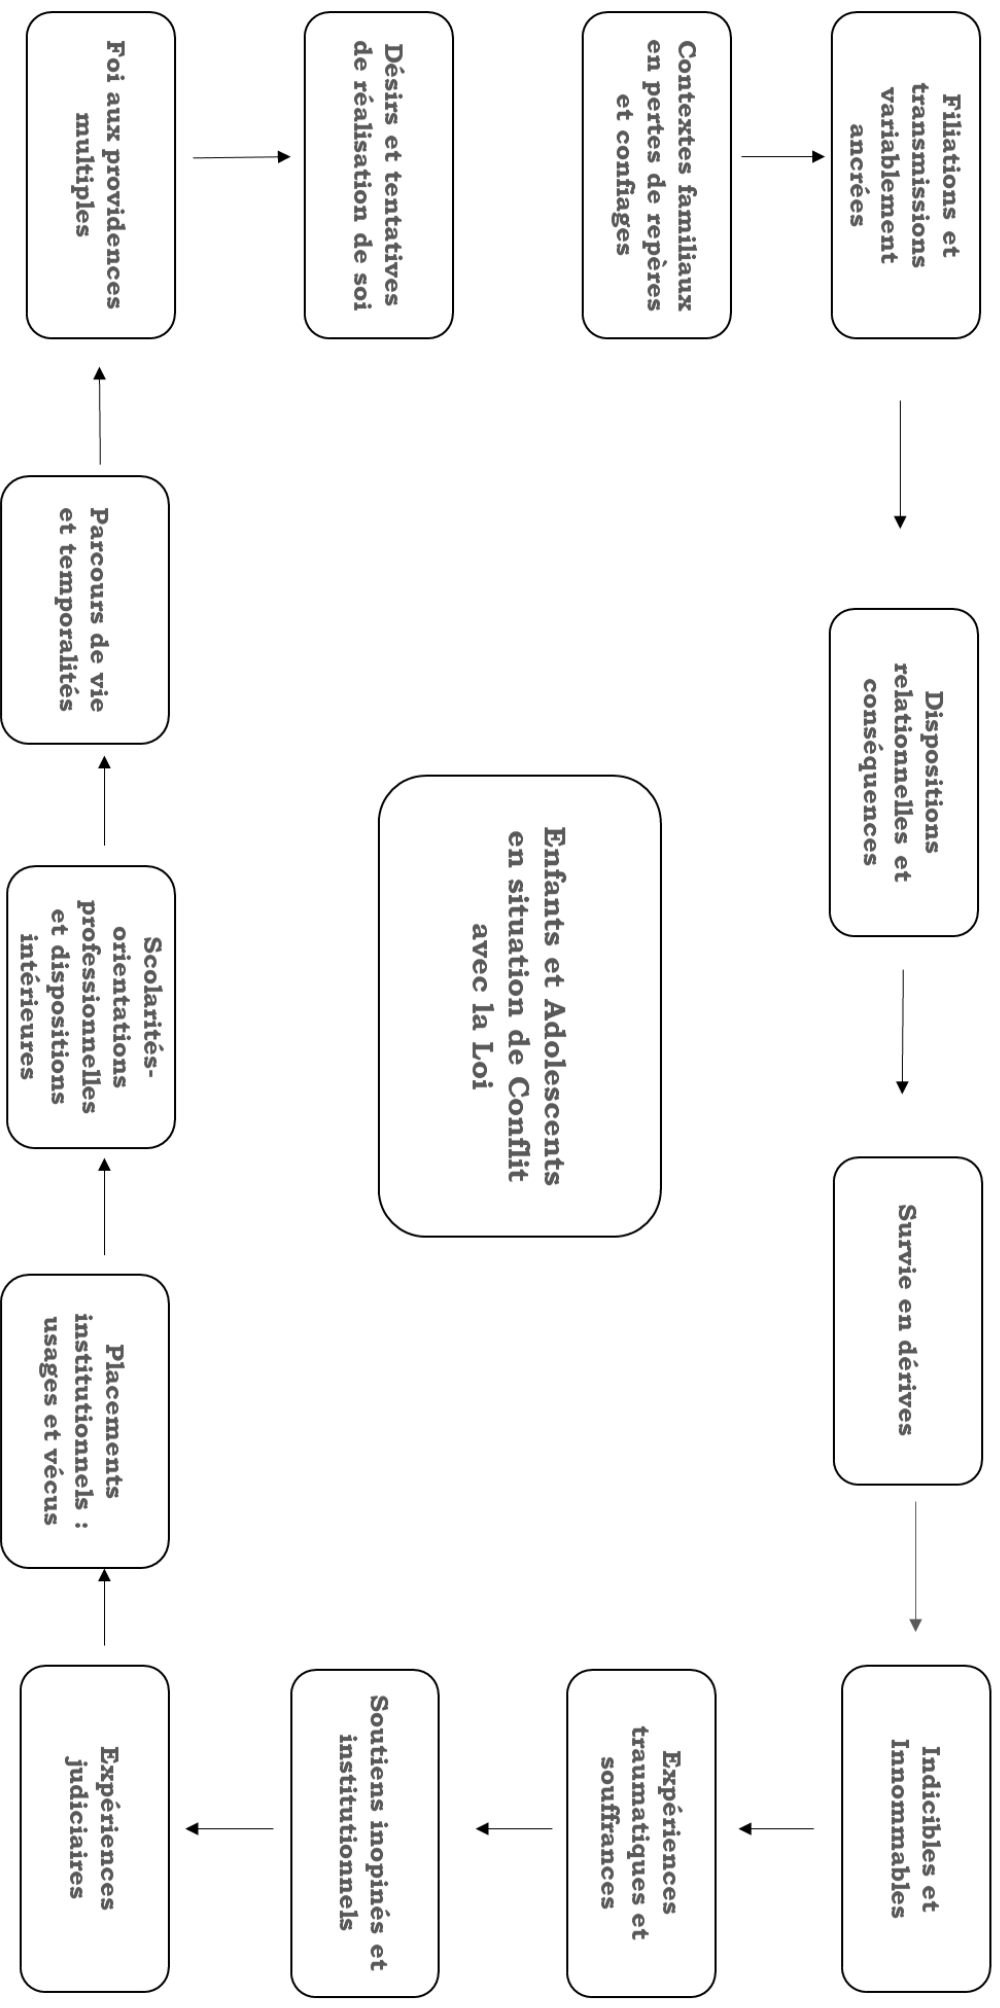 Filiations et
transmissions
variablement
ancrées
Dispositions
relationnelles et
conséquences
Survie en dérives
Indicibles et
Innommables
Contextes familiaux
en pertes de repères
et confiages
Expériences
traumatiques et
souffrances
Enfants et Adolescents
en situation de Conflit
avec la Loi
Désirs et tentatives
de réalisation de soi
Soutiens inopinés et
institutionnels
Foi aux providences
multiples
Parcours de vie
et temporalités
Scolarités-
orientations
professionnelles
et dispositions
intérieures
Placements
institutionnels :
usages et vécus
Expériences
judiciaires